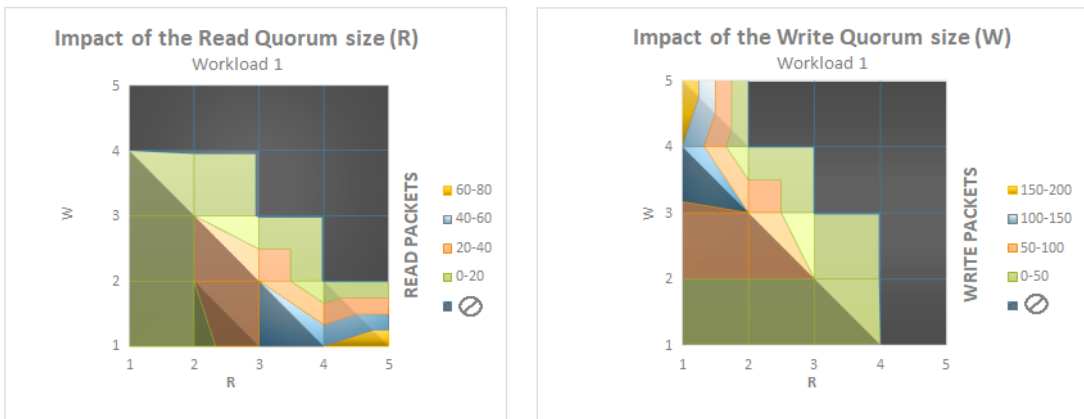 Impact of the Read Quorum size (R)
Workload 1
5
4
3
2
1
W
1 2 3 4 5
R
READ PACKETS
60-80
40-60
20-40
0-20
Impact of the Write Quorum size (W)
Workload 1
5
4
3
2
1
W
1 2 3 4 5
R
WRITE PACKETS
150-200
100-150
50-100
0-50